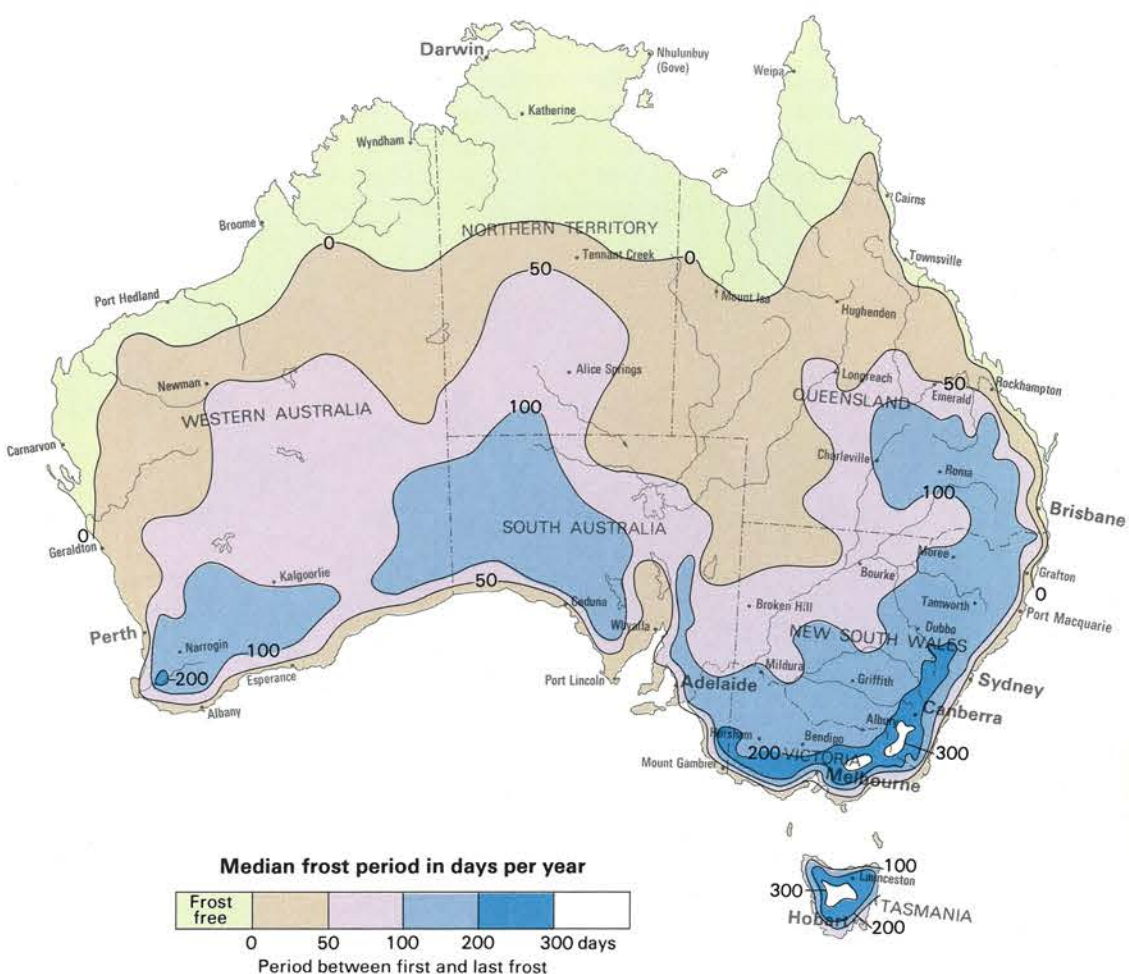 Darwin
Nhulunbuy
(Gove)
Weipa
Katherine
Wyndham
Cairns
Broome
NORTHERN TERRITORY
0
Tennant Creek
0
Townsville
50
Port Hedland
Mount Isa
Hughenden
Alice Springs
Longreach
Newman
50
Rockhampton
Emerald
QUEENSLAND
WESTERN AUSTRALIA
100
Carnarvon
Charleville
Roma
100
Brisbane
SOUTH AUSTRALIA
0
Geraldton
Moree
Bourke
Grafton
Kalgoorlie
50
0
Ceduna
Broken Hill
Tamworth
Port Macquarie
Perth
Whyalla
Dubbo
NEW SOUTH WALES
Narrogin
100
Mildura
200
Esperance
Port Lincoln
Adelaide
Griffith
Sydney
Albany
Canberra
Albury
Horsham
Bendigo
200
VICTORIA
300
Mount Gambier
Melbourne
100
Launceston
300
TASMANIA
Hobart
200
Median frost period in days per year
Frost
free
0 50 100 200 300 days
Period between first and last frost